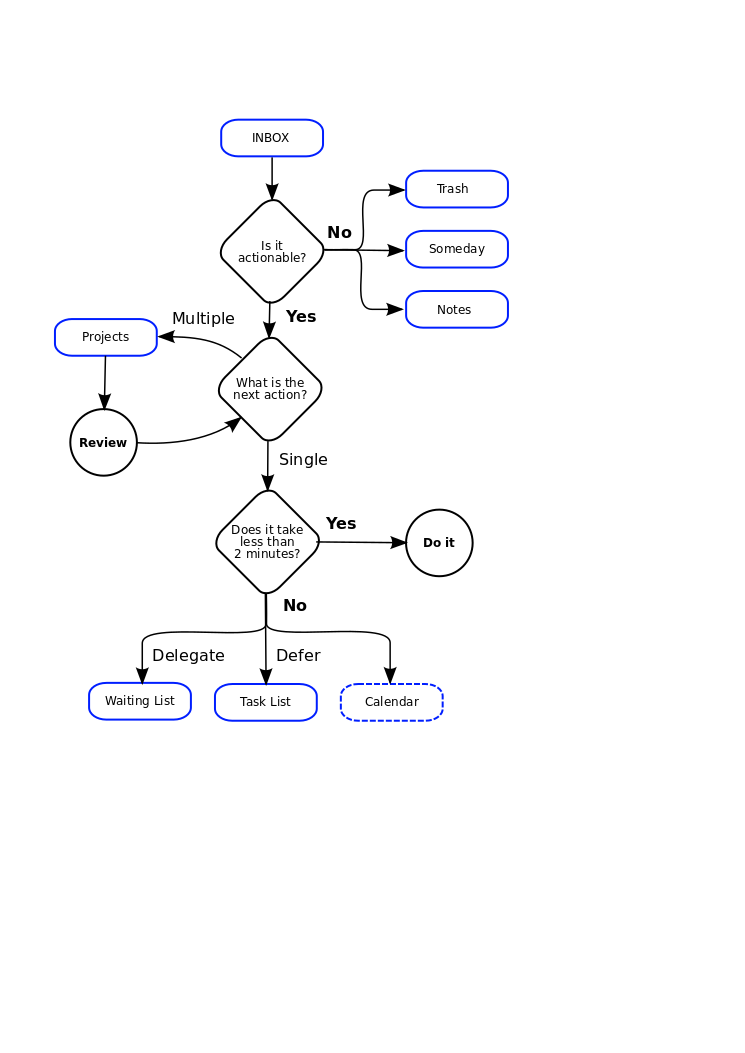 INBOX
Trash
No
Is it
actionable?
Someday
Notes
Multiple
Yes
Projects
What is the
next action?
Review
Single
Does it take
less than
2 minutes?
Yes
Do it
No
Delegate
Defer
Waiting List
Task List
Calendar